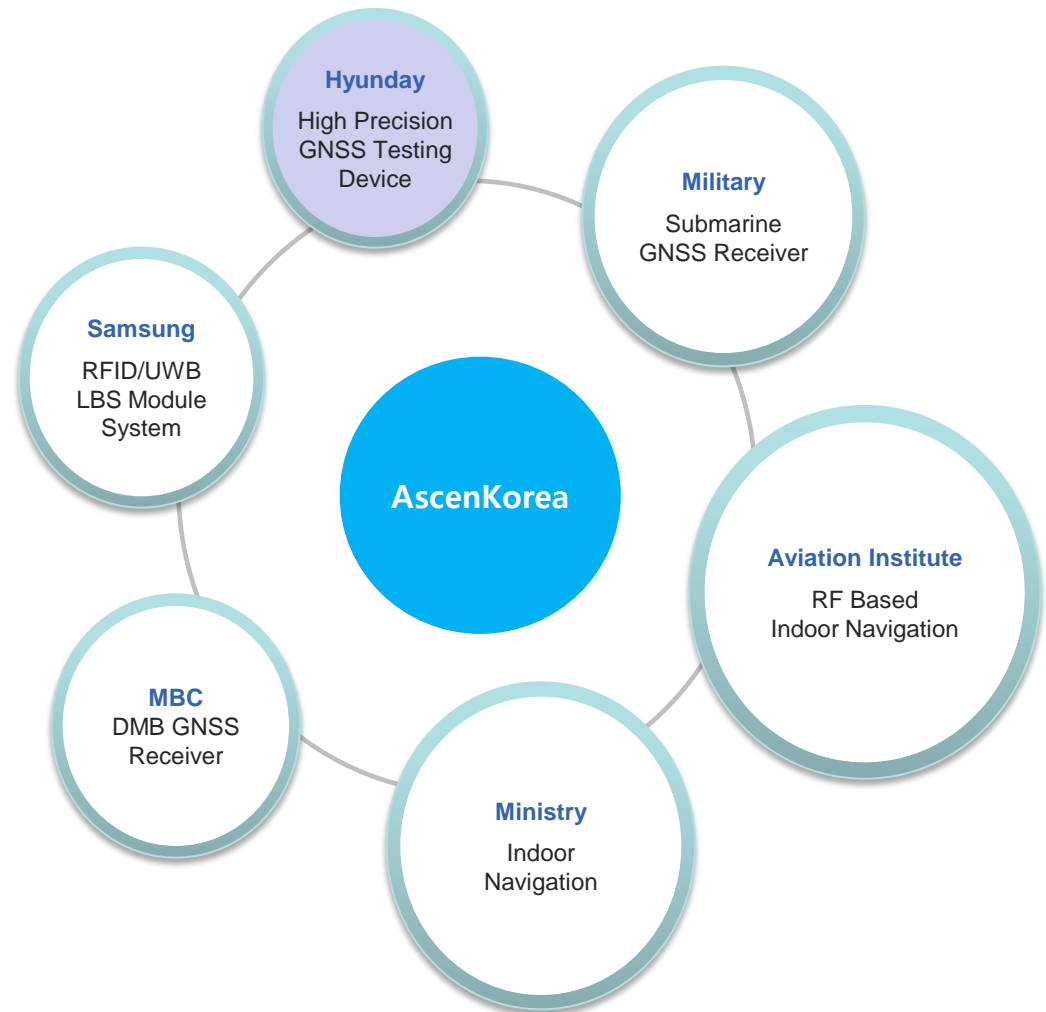 Hyunday
High Precision
GNSS Testing
Device
Military
Submarine
GNSS Receiver
Samsung
RFID/UWB
LBS Module
System
AscenKorea
Aviation Institute
RF Based
Indoor Navigation
MBC
DMB GNSS
Receiver
Ministry
Indoor
Navigation